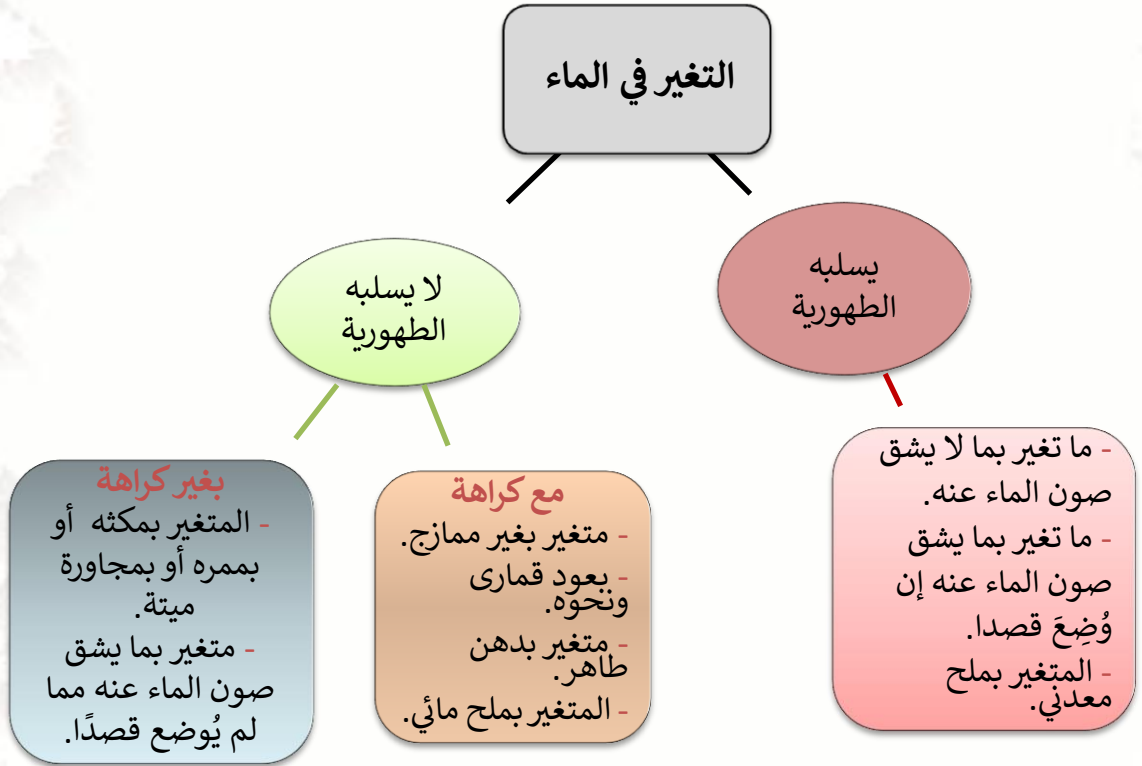 التغير في الماء
يسلبه
الطهورية
لا يسلبه
الطهورية
- ما تغير بما لا يشق
صون الماء عنه.
- ما تغير بما يشق
صون الماء عنه إن
وُضِعَ قصدا.
- المتغير بملح
معدني.
مع كراهة
- متغير بغير ممازج.
- بعود قمارى
ونحوه.
- متغير بدهن
طاهر.
- المتغير بملح مائي.
بغير كراهة
- المتغير بمكثه أو
بممره أو بمجاورة
ميتة.
- متغير بما يشق
صون الماء عنه مما
لم يُوضع قصدًا.